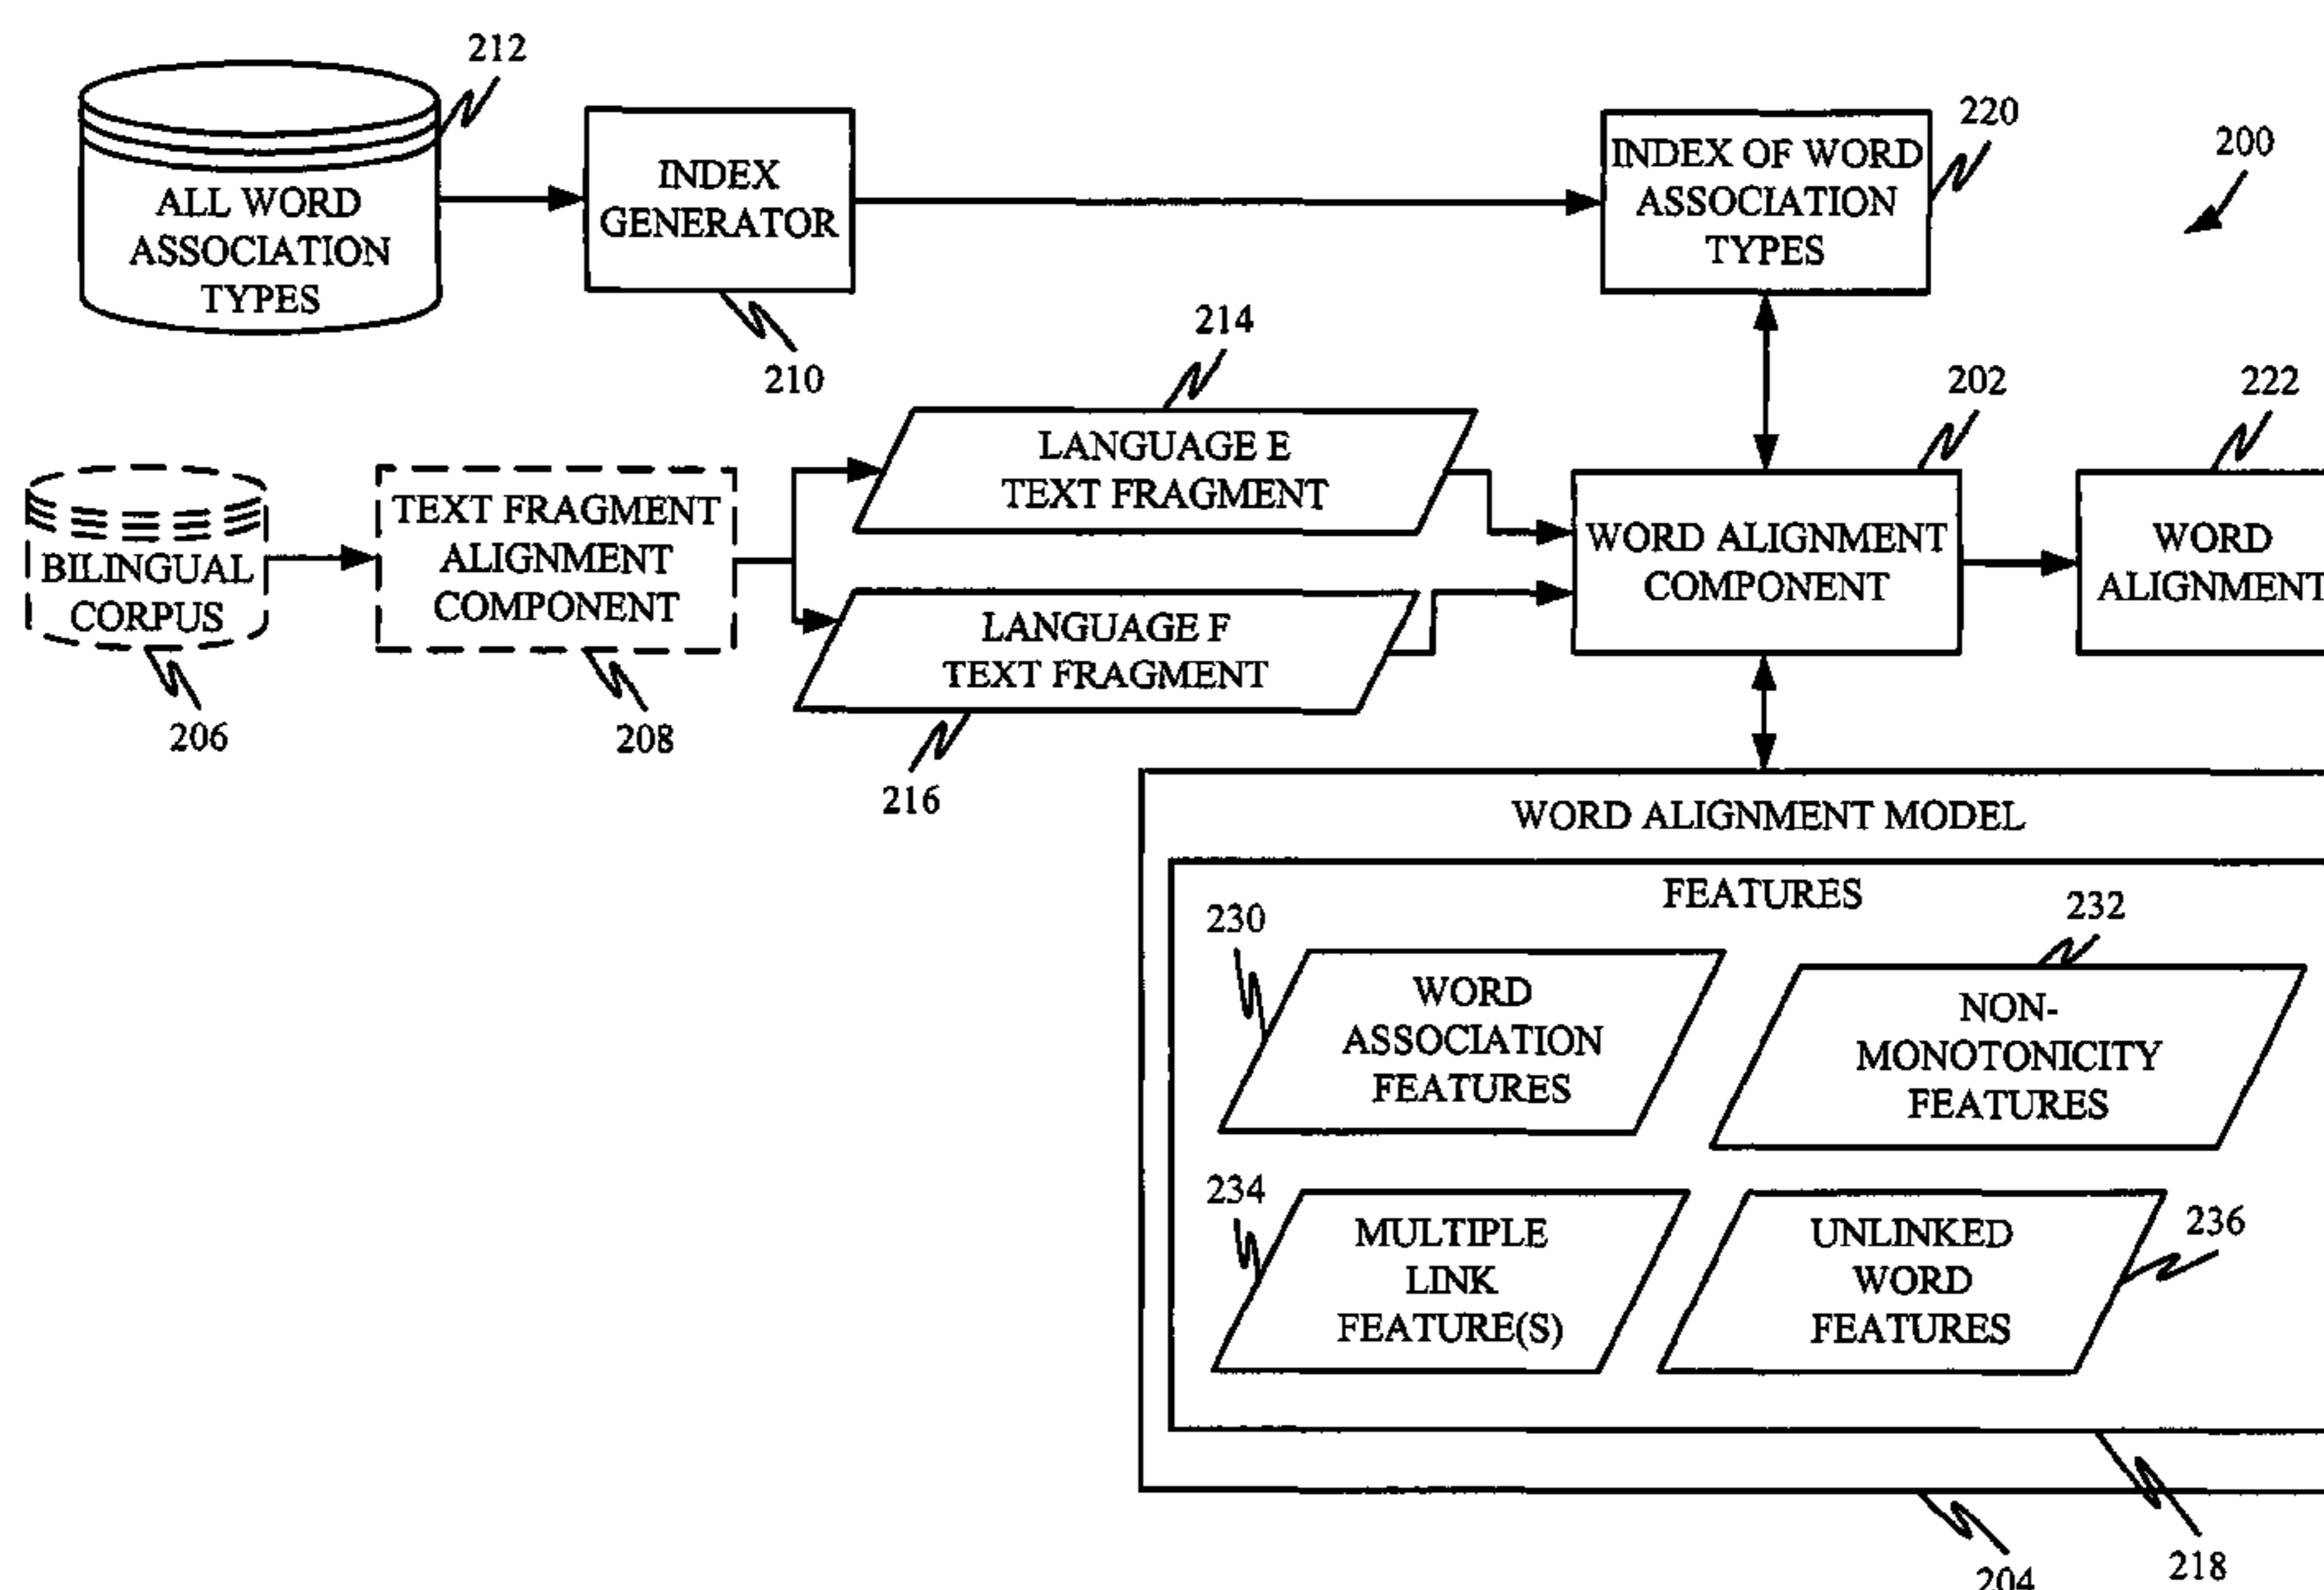 212
ALL WORD
ASSOCIATION
TYPES
INDEX
GENERATOR
210
INDEX OF WORD
ASSOCIATION
TYPES
220
200
214
LANGUAGE E
TEXT FRAGMENT
BILINGUAL
CORPUS
206
TEXT FRAGMENT
ALIGNMENT
COMPONENT
208
LANGUAGE F
TEXT FRAGMENT
216
202
WORD ALIGNMENT
COMPONENT
222
WORD
ALIGNMENT
WORD ALIGNMENT MODEL
FEATURES
230
WORD
ASSOCIATION
FEATURES
232
NON-
MONOTONICITY
FEATURES
234
MULTIPLE
LINK
FEATURE(S)
UNLINKED
WORD
FEATURES
236
218
204